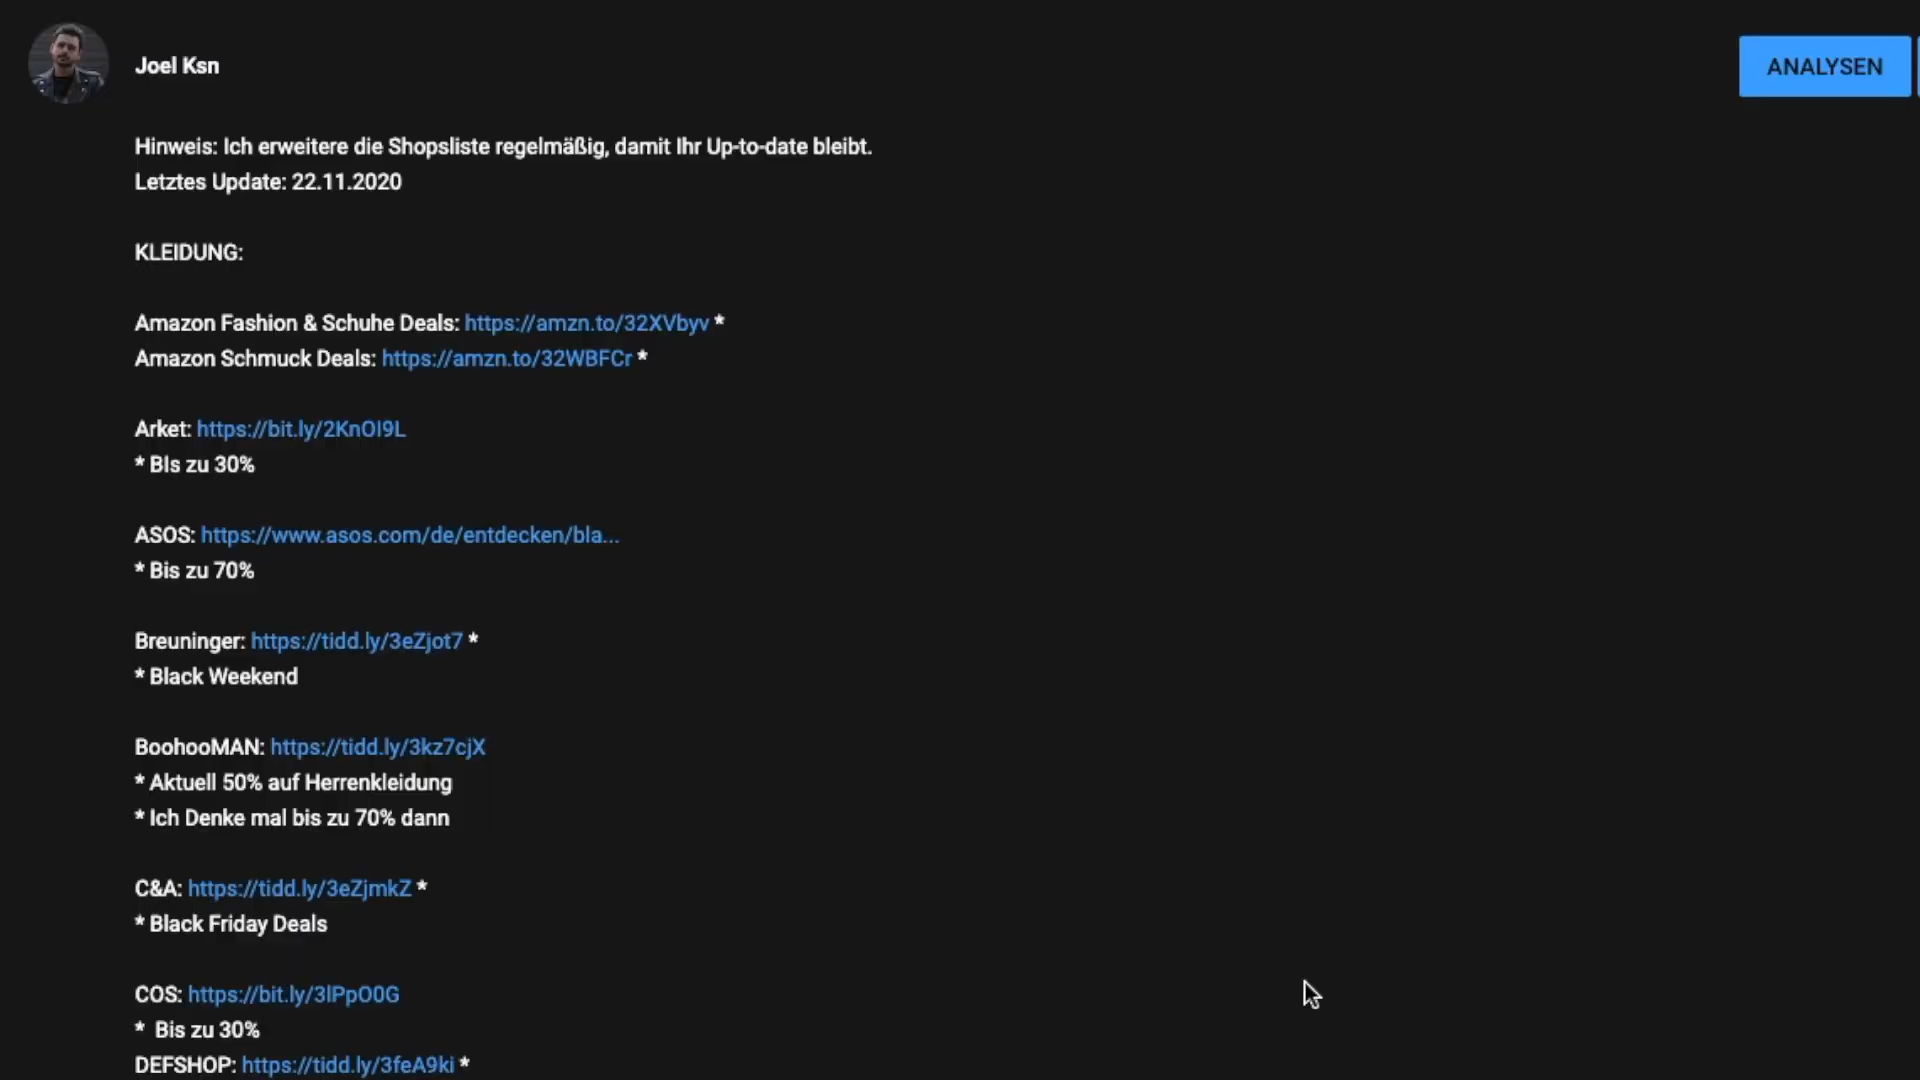 Joel Ksn
ANALYSEN
Hinweis: Ich erweitere die Shopsliste regelmäßig, damit Ihr Up-to-date bleibt.
Letztes Update: 22.11.2020
KLEIDUNG:
Amazon Fashion & Schuhe Deals: https://amzn.to/32XVbyv *
Amazon Schmuck Deals: https://amzn.to/32WBFCr *
Arket: https://bit.ly/2KnOI9L
* BIs zu 30%
ASOS: https://www.asos.com/de/entdecken/bla...
* Bis zu 70%
Breuninger: https://tidd.ly/3eZjot7 *
* Black Weekend
BoohooMAN: https://tidd.ly/3kz7cjX
* Aktuell 50% auf Herrenkleidung
* Ich Denke mal bis zu 70% dann
C&A: https://tidd.ly/3eZjmkZ *
* Black Friday Deals
COS: https://bit.ly/3lPpO0G
* Bis zu 30%
DEFSHOP: https://tidd.ly/3feA9ki *